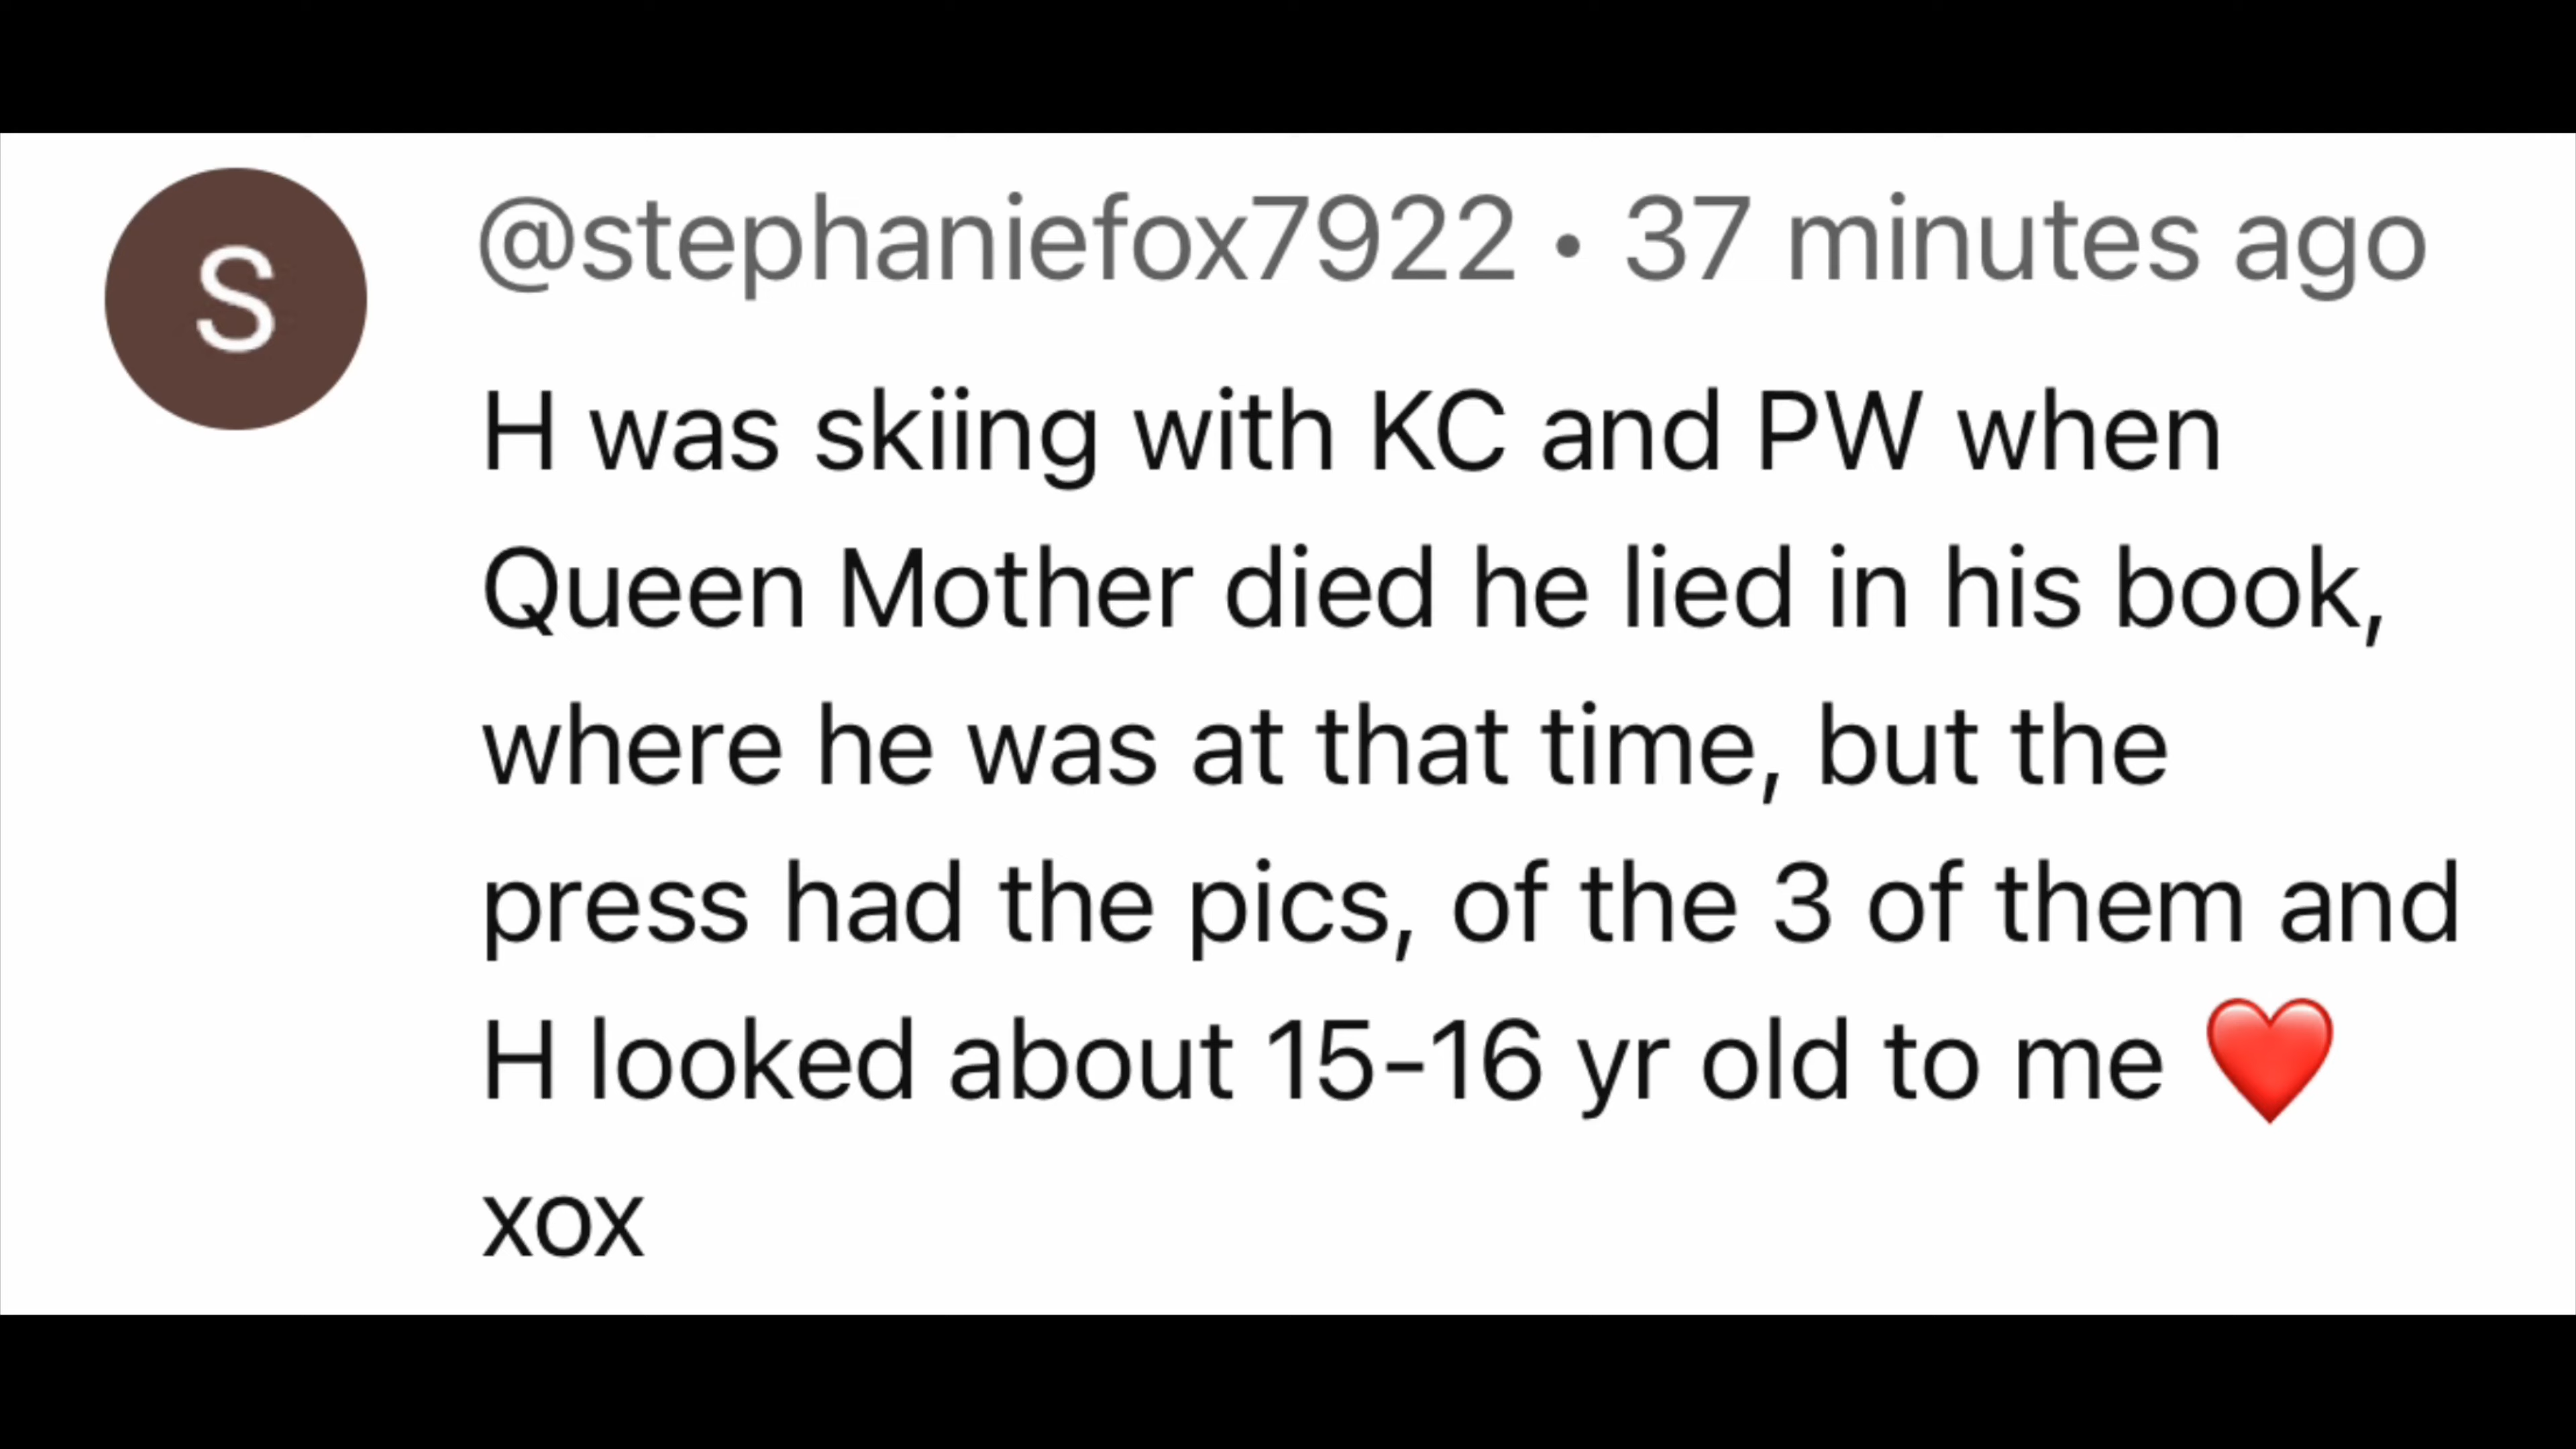 S
@stephaniefox7922 • 37 minutes ago
H was skiing with KC and PW when
Queen Mother died he lied in his book,
where he was at that time, but the
press had the pics, of the 3 of them and
H looked about 15-16 yr old to me ❤️
xox